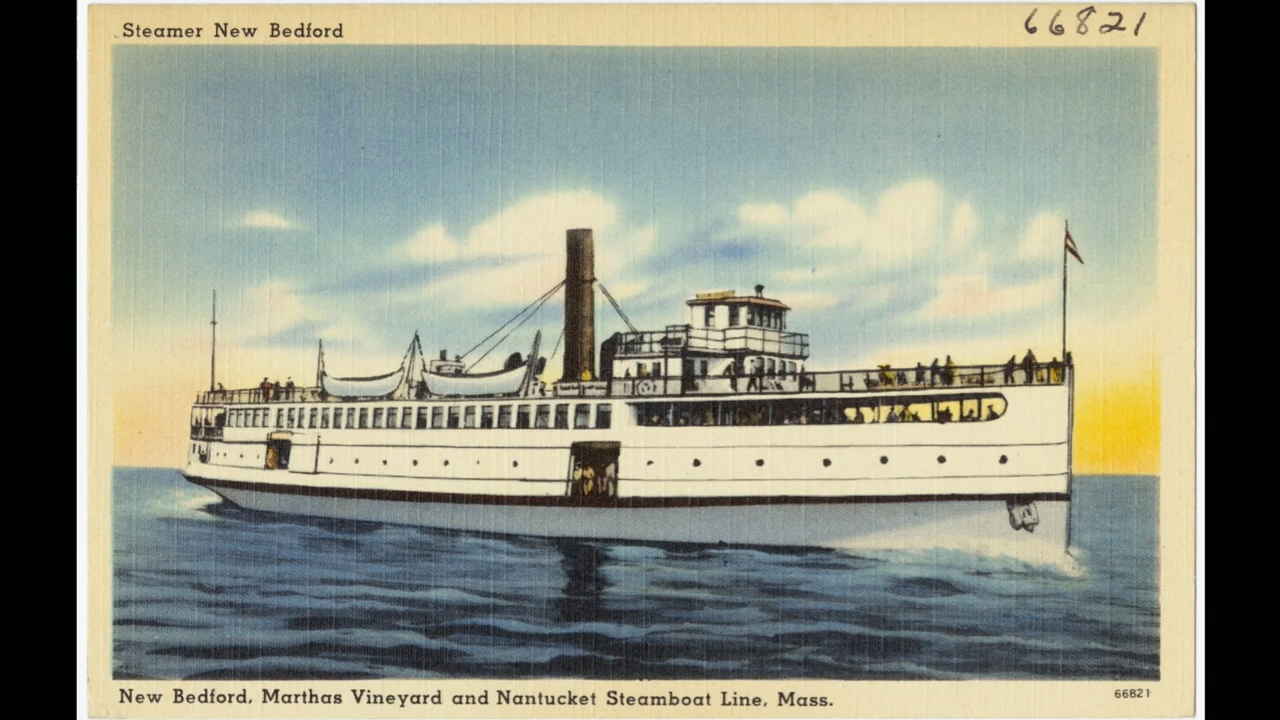 Steamer New Bedford
66821
New Bedford, Marthas Vineyard and Nantucket Steamboat Line, Mass.
66821